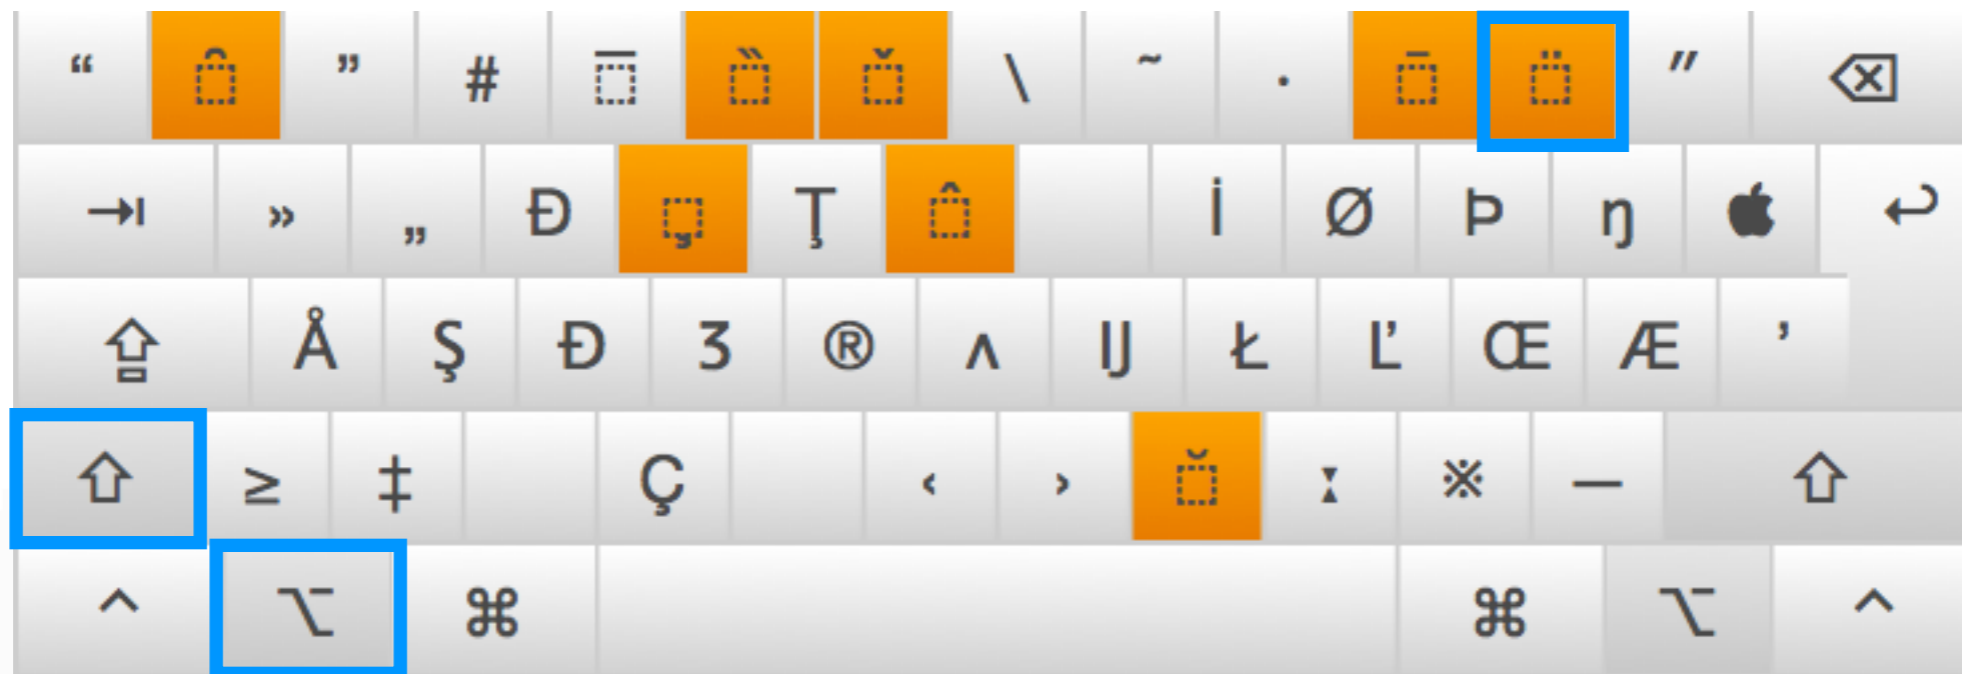 “ ̑ ” # ̅ ̏ ̌ \ ˜ · ̄ ̈ ″ ⌫
⇥ » „ Đ ̦ Ţ ̂ İ Ø Þ ŋ  ↩
⇪ Å Ş Đ Ʒ ® ʌ IJ Ł Ľ Œ Æ ’
⇧ ≥ ‡ Ç ‹ › ̆ ː ※ — ⇧
^ ⌥ ⌘ ⌘ ⌥ ^